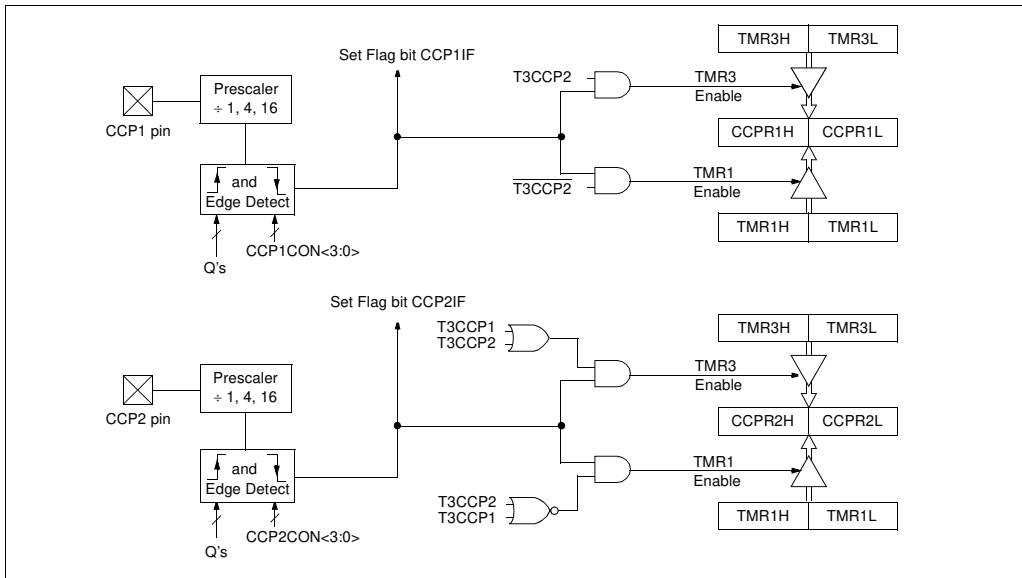 TMR3H TMR3L
Set Flag bit CCP1IF
T3CCP2
TMR3
Enable
Prescaler
÷ 1, 4, 16
CCP1 pin
CCPR1H CCPR1L
and
Edge Detect
T3CCP2
TMR1
Enable
TMR1H TMR1L
CCP1CON<3:0>
Q's
Set Flag bit CCP2IF
T3CCP1
T3CCP2
TMR3H TMR3L
TMR3
Enable
Prescaler
÷ 1, 4, 16
CCP2 pin
CCPR2H CCPR2L
and
Edge Detect
TMR1
Enable
T3CCP2
T3CCP1
TMR1H TMR1L
CCP2CON<3:0>
Q's